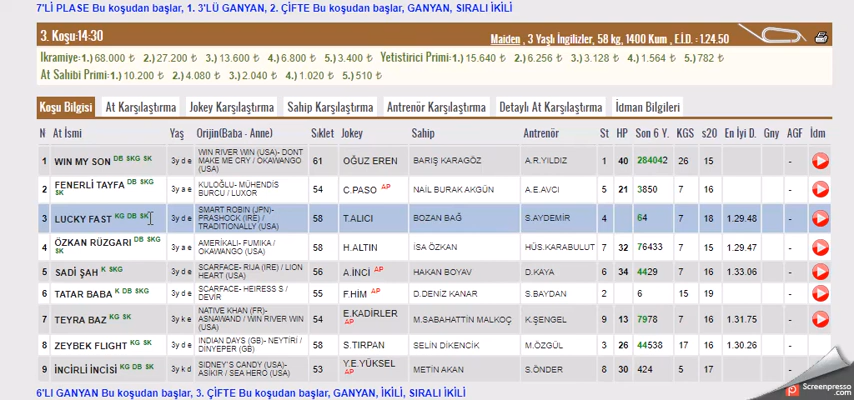 7'Lİ PLASE Bu koşudan başlar, 1. 3'LÜ GANYAN, 2. ÇİFTE Bu koşudan başlar, GANYAN, SIRALI İKİLİ
3. Koşu:14-30
Maiden , 3 Yaşlı İngilizler, 58 kg, 1400 Kum , E.İ.D. : 1.24.50
İkramiye:1.) 68.000 2.) 27.200 3.) 13.600 4.) 6.800 5.) 3.400 Yetistirici Primi:1.) 15.640 2.) 6.256 3.) 3.128 4.) 1.564 5.) 782
At Sahibi Primi:1.) 10.200 2.) 4.080 3.) 2.040 4.) 1.020 5.) 510
Koşu Bilgisi At Karşılaştırma Jokey Karşılaştırma Sahip Karşılaştırma Antrenör Karşılaştırma Detaylı At Karşılaştırma İdman Bilgileri
N At İsmi Yaş Orijin(Baba - Anne) Sıklet Jokey Sahip Antrenör St HP Son 6 Y. KGS s20 En İyi D. Gny AGF İdm
1 WIN MY SON DB SKG SK 3y d e WIN RIVER WIN (USA)- DONT MAKE ME CRY / OKAWANGO (USA) 61 OĞUZ EREN BARIŞ KARAGÖZ A.R.YILDIZ 1 40 284042 26 15 -
2 FENERLİ TAYFA DB SKG SK 3y a e KULOĞLU- MÜHENDİS BURCU / LUXOR 54 C.PASO AP NAİL BURAK AKGÜN A.E.AVCI 5 21 3850 7 15 -
3 LUCKY FAST KG DB SK 3y d e SMART ROBIN (JPN)- PRASHOCK (IRE) / TRADITIONALLY (USA) 58 T.ALICI BOZAN BAĞ S.AYDEMİR 4 64 7 18 1.29.48 -
4 ÖZKAN RÜZGARI DB SKG SK 3y a e AMERİKALI- FUMIKA / OKAWANGO (USA) 58 H.ALTIN İSA ÖZKAN HÜS.KARABULUT 7 32 76433 7 15 1.29.47 -
5 SADİ ŞAH K SKG 3y d e SCARFACE- RIJA (IRE) / LION HEART (USA) 56 A.İNCİ AP HAKAN BOYAV D.KAYA 6 34 4429 7 16 1.33.06 -
6 TATAR BABA K DB SKG 3y d e SCARFACE- HEIRESS S / DEVIR 55 F.HİM AP D.DENİZ KANAR S.BAYDAN 2 6 15 19 -
7 TEYRA BAZ K KG 3y k e NATIVE KHAN (FR)- ASNAWAND / WIN RIVER WIN (USA) 54 E.KADİRLER AP M.SABAHATTİN MALKOÇ K.ŞENGEL 9 13 7978 7 16 1.31.75 -
8 ZEYBEK FLIGHT KG SK 3y d e INDIAN DAYS (GB)- NEYTİRİ / DINYEPER (GB) 58 S.TIRPAN SELİN DİKENCİK M.ÖZGÜL 3 26 44538 7 16 1.30.26 -
9 İNCİRLİ İNCİSİ KG DB SK 3y k d SIDNEY'S CANDY (USA)- ASIKIR / SEA HERO (USA) 53 Y.E.YÜKSEL AP METIN AKAN S.ÖNDER 8 30 424 5 17 -
6'LI GANYAN Bu koşudan başlar, 3. ÇİFTE Bu koşudan başlar, GANYAN, İKİLİ, SIRALI İKİLİ
Screenpresso
.com